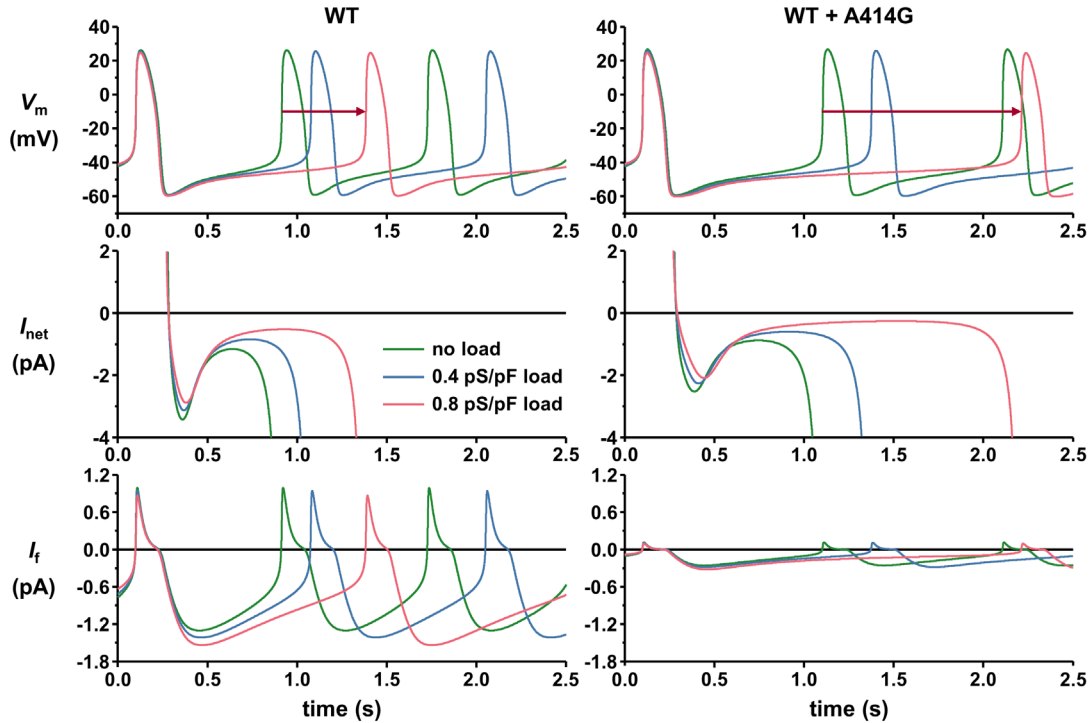 WT
WT + A414G
40
20
0
-20
-40
-60
Vm
(mV)
0.0 0.5 1.0 1.5 2.0 2.5
40
20
0
-20
-40
-60
0.0 0.5 1.0 1.5 2.0 2.5
2
0
-2
-4
Inet
(pA)
no load
0.4 pS/pF load
0.8 pS/pF load
0.0 0.5 1.0 1.5 2.0 2.5
2
0
-2
-4
0.0 0.5 1.0 1.5 2.0 2.5
1.2
0.6
0.0
-0.6
-1.2
-1.8
If
(pA)
0.0 0.5 1.0 1.5 2.0 2.5
time (s)
1.2
0.6
0.0
-0.6
-1.2
-1.8
0.0 0.5 1.0 1.5 2.0 2.5
time (s)